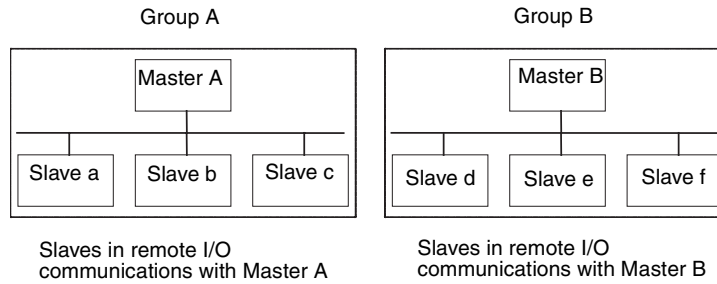 Group A
Group B
Master A
Master B
Slave a
Slave b
Slave c
Slave d
Slave e
Slave f
Slaves in remote I/O
communications with Master A
Slaves in remote I/O
communications with Master B